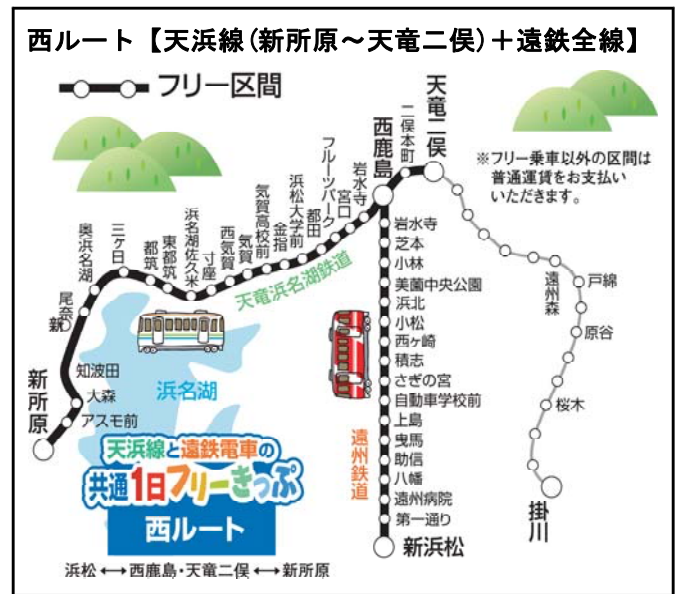 西ルート【天浜線(新所原～天竜二俣)＋遠鉄全線】
フリー区間
※フリー乗車以外の区間は
普通運賃をお支払い
いただきます。
天竜二俣
二俣本町
西鹿島
岩水寺
宮口
フルーツパーク
都田
浜松大学前
金指
気賀高校前
気賀
西気賀
寸座
浜名湖佐久米
東都筑
都筑
三ヶ日
奥浜名湖
尾奈
新
知波田
大森
アスモ前
新所原
天竜浜名湖鉄道
浜名湖
岩水寺
芝本
小林
美薗中央公園
浜北
小松
西ヶ崎
積志
さぎの宮
自動車学校前
上島
曳馬
助信
八幡
遠州病院
第一通り
新浜松
遠州鉄道
遠州森
戸綿
原谷
桜木
掛川
天浜線と遠鉄電車の
共通1日フリーきっぷ
西ルート
浜松⟷西鹿島・天竜二俣⟷新所原